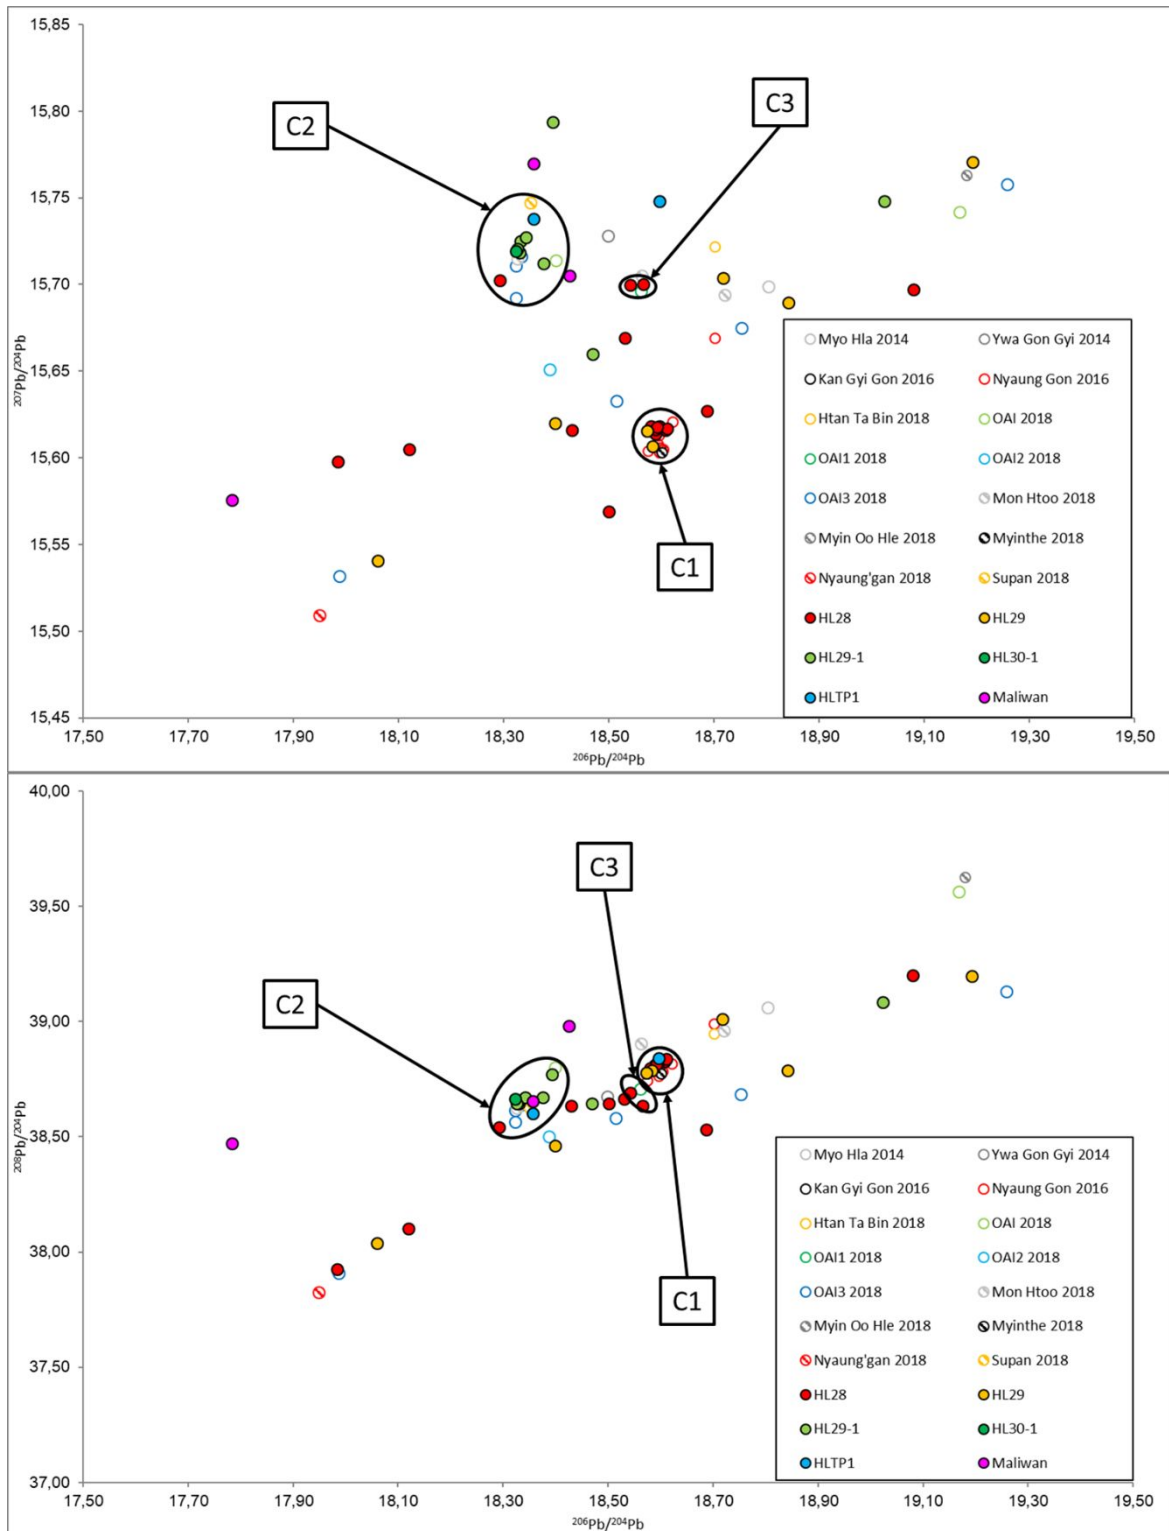 15,85
15,80
15,75
15,70
15,65
15,60
15,55
15,50
15,45
²⁰⁷Pb/²⁰⁴Pb
C2
C3
C1
Myo Hla 2014 Ywa Gon Gyi 2014
Kan Gyi Gon 2016 Nyaung Gon 2016
Htan Ta Bin 2018 OAI 2018
OAI1 2018 OAI2 2018
OAI3 2018 Mon Htoo 2018
Myin Oo Hle 2018 Myinthe 2018
Nyaung'gan 2018 Supan 2018
HL28 HL29
HL29-1 HL30-1
HLTP1 Maliwan
17,50 17,70 17,90 18,10 18,30 18,50 18,70 18,90 19,10 19,30 19,50
²⁰⁶Pb/²⁰⁴Pb
40,00
39,50
39,00
38,50
38,00
37,50
37,00
²⁰⁸Pb/²⁰⁴Pb
C3
C2
C1
Myo Hla 2014 Ywa Gon Gyi 2014
Kan Gyi Gon 2016 Nyaung Gon 2016
Htan Ta Bin 2018 OAI 2018
OAI1 2018 OAI2 2018
OAI3 2018 Mon Htoo 2018
Myin Oo Hle 2018 Myinthe 2018
Nyaung'gan 2018 Supan 2018
HL28 HL29
HL29-1 HL30-1
HLTP1 Maliwan
17,50 17,70 17,90 18,10 18,30 18,50 18,70 18,90 19,10 19,30 19,50
²⁰⁶Pb/²⁰⁴Pb